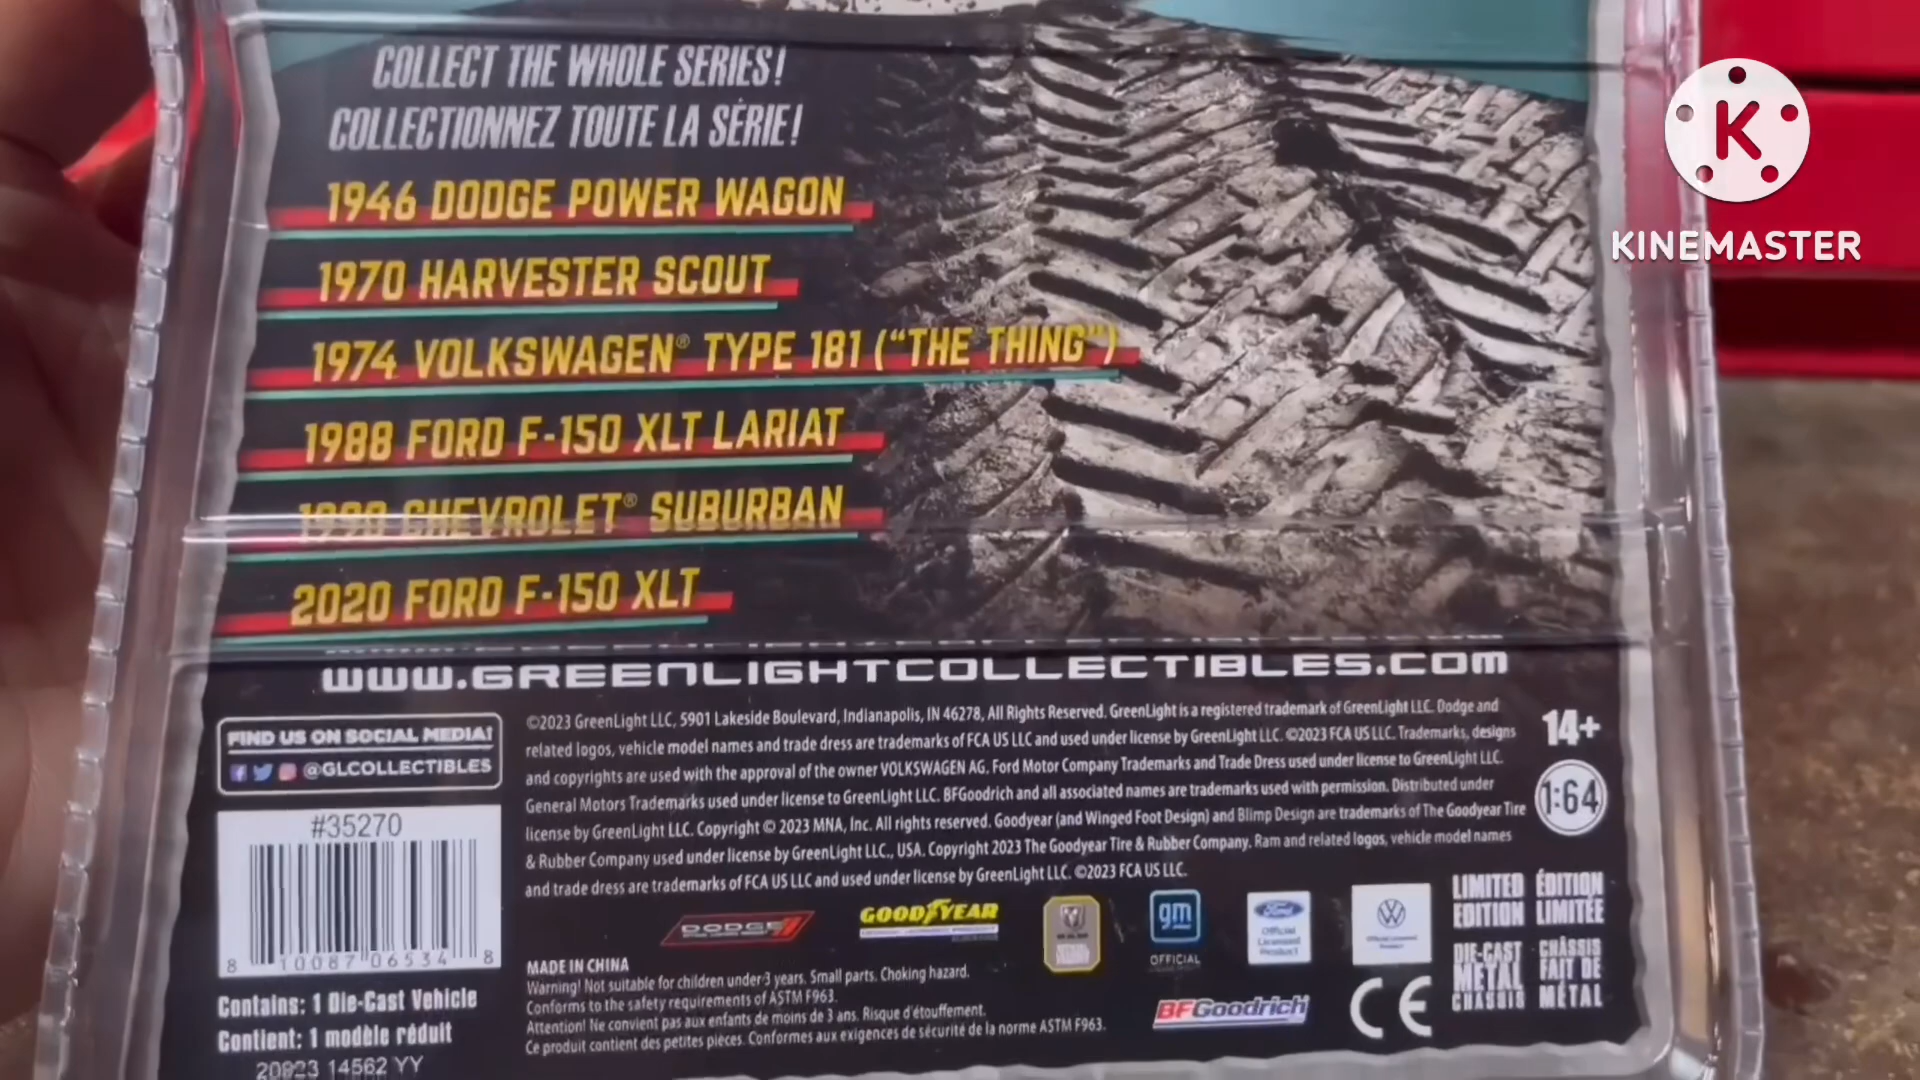 COLLECT THE WHOLE SERIES!
COLLECTIONNEZ TOUTE LA SÉRIE!
1946 DODGE POWER WAGON
1970 HARVESTER SCOUT
1974 VOLKSWAGEN® TYPE 181 ("THE THING")
1988 FORD F-150 XLT LARIAT
1990 CHEVROLET® SUBURBAN
2020 FORD F-150 XLT
K
KINEMASTER
WWW.GREENLIGHTCOLLECTIBLES.COM
FIND US ON SOCIAL MEDIA!
@GLCOLLECTIBLES
#35270
8 10087 06534 8
Contains: 1 Die-Cast Vehicle
Contient: 1 modèle réduit
20923 14562 YY
©2023 GreenLight LLC, 5901 Lakeside Boulevard, Indianapolis, IN 46278, All Rights Reserved. GreenLight is a registered trademark of GreenLight LLC. Dodge and
related logos, vehicle model names and trade dress are trademarks of FCA US LLC and used under license by GreenLight LLC. ©2023 FCA US LLC. Trademarks, designs
and copyrights are used with the approval of the owner VOLKSWAGEN AG. Ford Motor Company Trademarks and Trade Dress used under license to GreenLight LLC.
General Motors Trademarks used under license to GreenLight LLC. BFGoodrich and all associated names are trademarks used with permission. Distributed under
license by GreenLight LLC. Copyright © 2023 MNA, Inc. All rights reserved. Goodyear (and Winged Foot Design) and Blimp Design are trademarks of The Goodyear Tire
& Rubber Company used under license by GreenLight LLC., USA. Copyright 2023 The Goodyear Tire & Rubber Company. Ram and related logos, vehicle model names
and trade dress are trademarks of FCA US LLC and used under license by GreenLight LLC. ©2023 FCA US LLC.
14+
1:64
DODGE
GOODYEAR
gm
OFFICIAL
Ford
Official
Licensed
Product
BFGoodrich
CE
LIMITED EDITION
ÉDITION LIMITÉE
DIE-CAST METAL CHASSIS
CHÂSSIS FAIT DE MÉTAL
MADE IN CHINA
Warning! Not suitable for children under 3 years. Small parts. Choking hazard.
Conforms to the safety requirements of ASTM F963.
Attention! Ne convient pas aux enfants de moins de 3 ans. Risque d'étouffement.
Ce produit contient des petites pièces. Conformes aux exigences de sécurité de la norme ASTM F963.